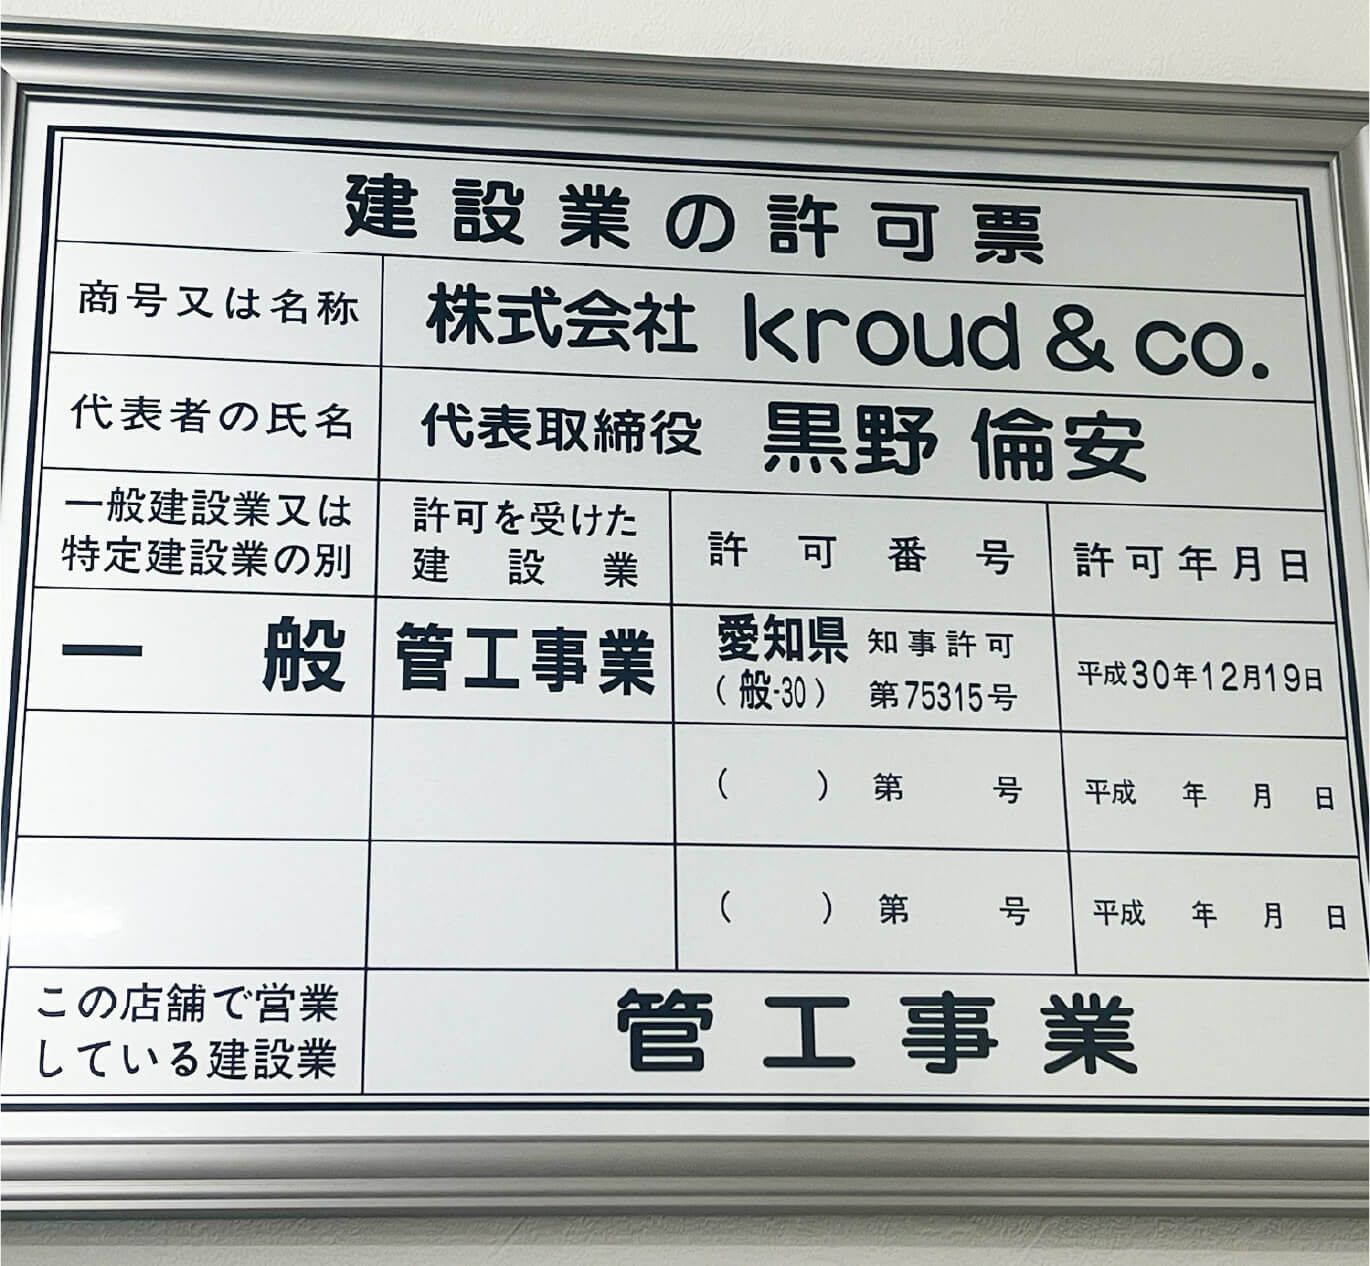 建設業の許可票
商号又は名称 株式会社 kroud & co.
代表者の氏名 代表取締役 黒野 倫安
一般建設業又は
特定建設業の別
許可を受けた
建設業
許可番号
許可年月日
一般 管工事業
愛知県 知事許可
(般-30) 第75315号
平成30年12月19日
( ) 第 号 平成 年 月 日
( ) 第 号 平成 年 月 日
この店舗で営業
している建設業
管工事業